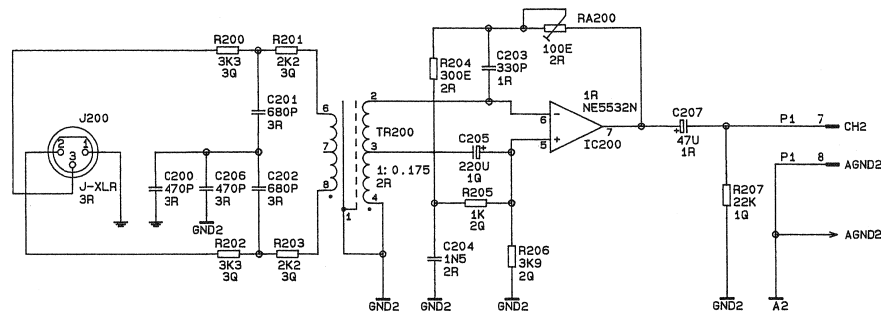 R200
3K3
3Q
R201
2K2
3Q
C201
680P
3R
J200
2
1
3
J-XLR
3R
C200
470P
3R
C206
470P
3R
GND2
C202
680P
3R
R202
3K3
3Q
R203
2K2
3Q
6
7
8
1
2
3
4
TR200
1:0.175
2R
GND2
R204
300E
2R
C203
330P
1R
RA200
100E
2R
1R
NE5532N
6
5
7
IC200
C205
220U
1Q
R205
1K
2Q
C204
1N5
2R
GND2
R206
3K9
2Q
GND2
C207
47U
1R
R207
22K
1Q
GND2
P1
7
CH2
P1
8
AGND2
AGND2
A2